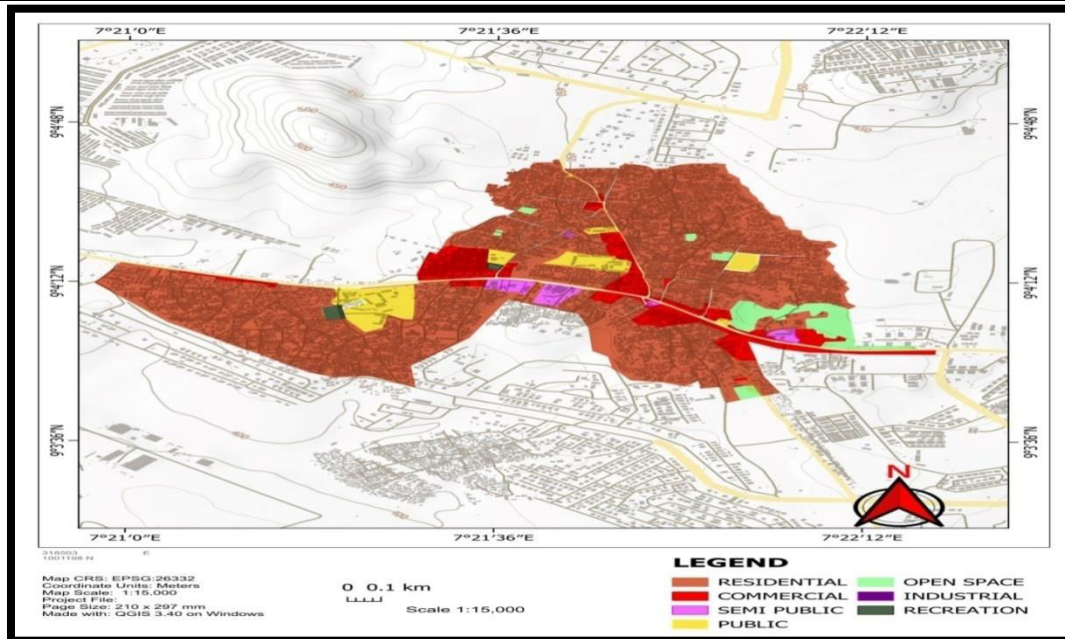 7°21'0"E 7°21'36"E 7°22'12"E
9°4'48"N 9°4'48"N
9°4'12"N 9°4'12"N
9°3'36"N 9°3'36"N
N
7°21'0"E 7°21'36"E 7°22'12"E
E
Map CRS: EPSG:26332
Coordinate Units: Meters
Map Scale: 1:15,000
Project File:
Page Size: 210 x 297 mm
Made with: QGIS 3.40 on Windows
0 0.1 km
Scale 1:15,000
LEGEND
RESIDENTIAL
COMMERCIAL
SEMI PUBLIC
PUBLIC
OPEN SPACE
INDUSTRIAL
RECREATION